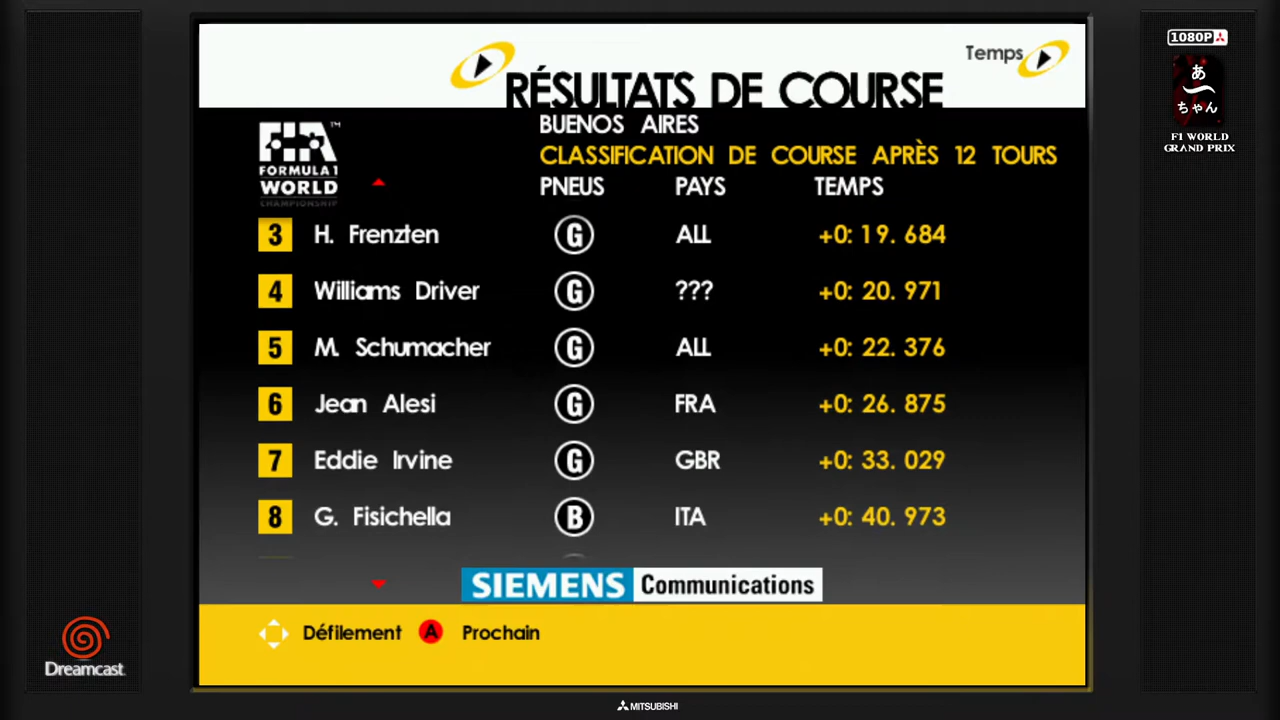 Temps
RÉSULTATS DE COURSE
1080P
あーちゃん
F1 WORLD
GRAND PRIX
FIA™
FORMULA 1
WORLD
CHAMPIONSHIP
BUENOS AIRES
CLASSIFICATION DE COURSE APRÈS 12 TOURS
PNEUS PAYS TEMPS
3 H. Frenzten G ALL +0: 19. 684
4 Williams Driver G ??? +0: 20. 971
5 M. Schumacher G ALL +0: 22. 376
6 Jean Alesi G FRA +0: 26. 875
7 Eddie Irvine G GBR +0: 33. 029
8 G. Fisichella B ITA +0: 40. 973
SIEMENS Communications
Défilement A Prochain
Dreamcast
MITSUBISHI